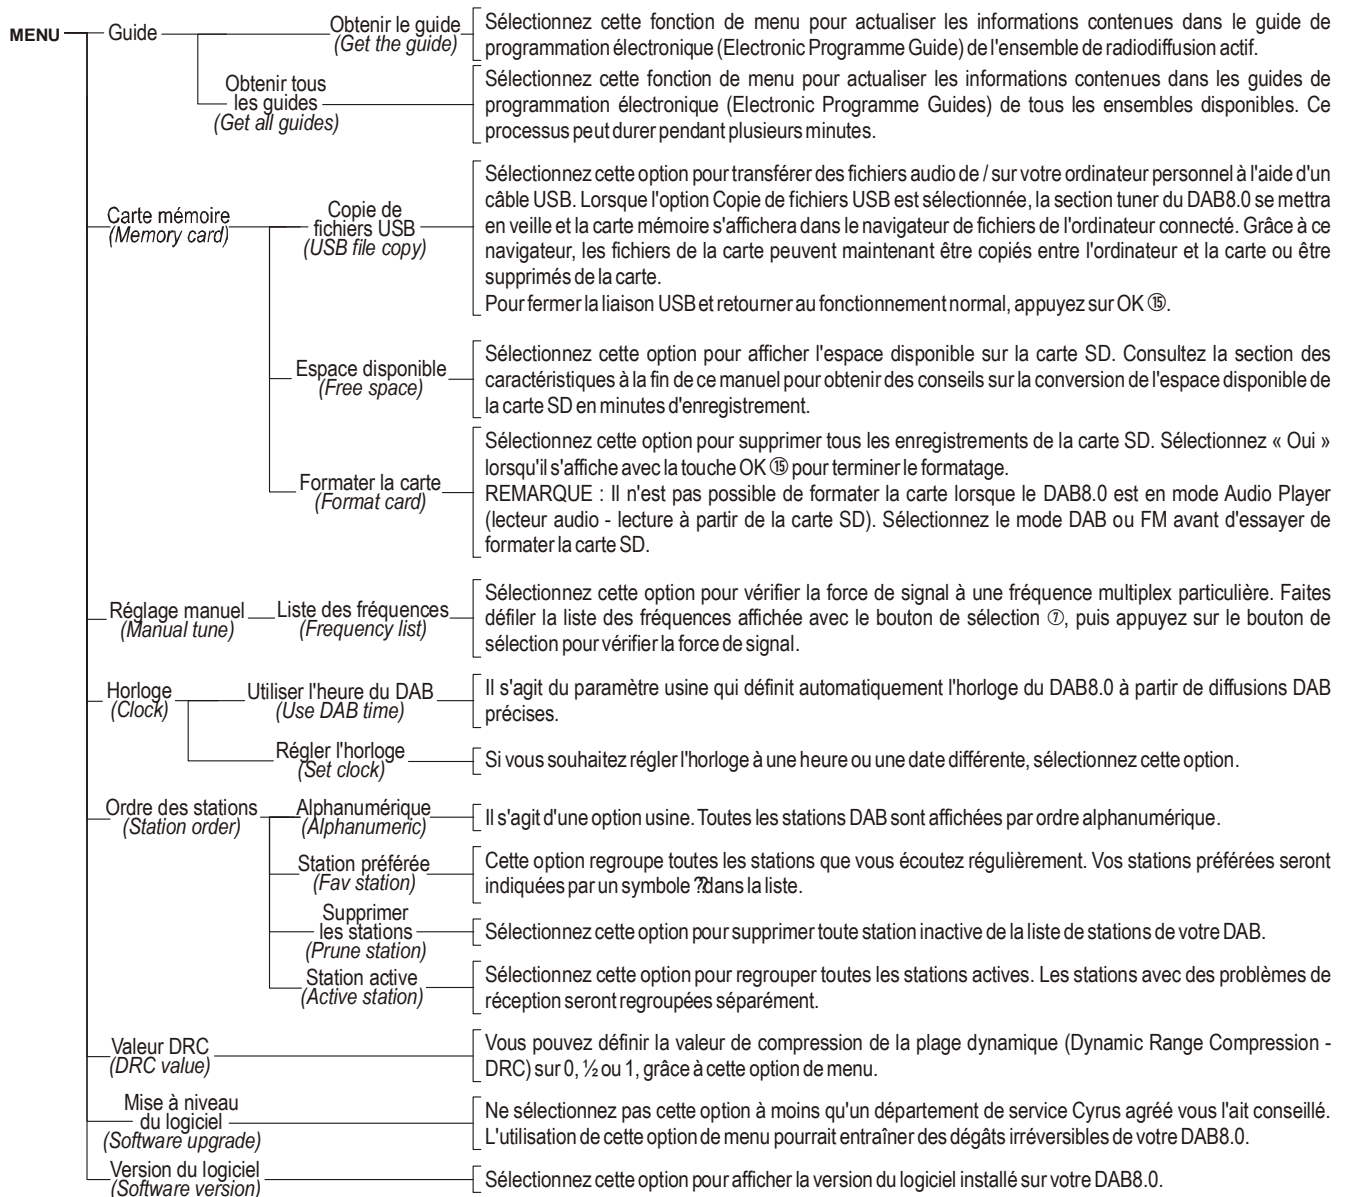 MENU
Guide
Obtenir le guide
(Get the guide)
Sélectionnez cette fonction de menu pour actualiser les informations contenues dans le guide de
programmation électronique (Electronic Programme Guide) de l'ensemble de radiodiffusion actif.
Obtenir tous
les guides
(Get all guides)
Sélectionnez cette fonction de menu pour actualiser les informations contenues dans les guides de
programmation électronique (Electronic Programme Guides) de tous les ensembles disponibles. Ce
processus peut durer pendant plusieurs minutes.
Carte mémoire
(Memory card)
Copie de
fichiers USB
(USB file copy)
Sélectionnez cette option pour transférer des fichiers audio de / sur votre ordinateur personnel à l'aide d'un
câble USB. Lorsque l'option Copie de fichiers USB est sélectionnée, la section tuner du DAB8.0 se mettra
en veille et la carte mémoire s'affichera dans le navigateur de fichiers de l'ordinateur connecté. Grâce à ce
navigateur, les fichiers de la carte peuvent maintenant être copiés entre l'ordinateur et la carte ou être
supprimés de la carte.
Pour fermer la liaison USB et retourner au fonctionnement normal, appuyez sur OK ⑮.
Espace disponible
(Free space)
Sélectionnez cette option pour afficher l'espace disponible sur la carte SD. Consultez la section des
caractéristiques à la fin de ce manuel pour obtenir des conseils sur la conversion de l'espace disponible de
la carte SD en minutes d'enregistrement.
Formater la carte
(Format card)
Sélectionnez cette option pour supprimer tous les enregistrements de la carte SD. Sélectionnez « Oui »
lorsqu'il s'affiche avec la touche OK ⑮ pour terminer le formatage.
REMARQUE : Il n'est pas possible de formater la carte lorsque le DAB8.0 est en mode Audio Player
(lecteur audio - lecture à partir de la carte SD). Sélectionnez le mode DAB ou FM avant d'essayer de
formater la carte SD.
Réglage manuel
(Manual tune)
Liste des fréquences
(Frequency list)
Sélectionnez cette option pour vérifier la force de signal à une fréquence multiplex particulière. Faites
défiler la liste des fréquences affichée avec le bouton de sélection ⑦, puis appuyez sur le bouton de
sélection pour vérifier la force de signal.
Horloge
(Clock)
Utiliser l'heure du DAB
(Use DAB time)
Il s'agit du paramètre usine qui définit automatiquement l'horloge du DAB8.0 à partir de diffusions DAB
précises.
Régler l'horloge
(Set clock)
Si vous souhaitez régler l'horloge à une heure ou une date différente, sélectionnez cette option.
Ordre des stations
(Station order)
Alphanumérique
(Alphanumeric)
Il s'agit d'une option usine. Toutes les stations DAB sont affichées par ordre alphanumérique.
Station préférée
(Fav station)
Cette option regroupe toutes les stations que vous écoutez régulièrement. Vos stations préférées seront
indiquées par un symbole ?? dans la liste.
Supprimer
les stations
(Prune station)
Sélectionnez cette option pour supprimer toute station inactive de la liste de stations de votre DAB.
Station active
(Active station)
Sélectionnez cette option pour regrouper toutes les stations actives. Les stations avec des problèmes de
réception seront regroupées séparément.
Valeur DRC
(DRC value)
Vous pouvez définir la valeur de compression de la plage dynamique (Dynamic Range Compression -
DRC) sur 0, ½ ou 1, grâce à cette option de menu.
Mise à niveau
du logiciel
(Software upgrade)
Ne sélectionnez pas cette option à moins qu'un département de service Cyrus agréé vous l'ait conseillé.
L'utilisation de cette option de menu pourrait entraîner des dégâts irréversibles de votre DAB8.0.
Version du logiciel
(Software version)
Sélectionnez cette option pour afficher la version du logiciel installé sur votre DAB8.0.